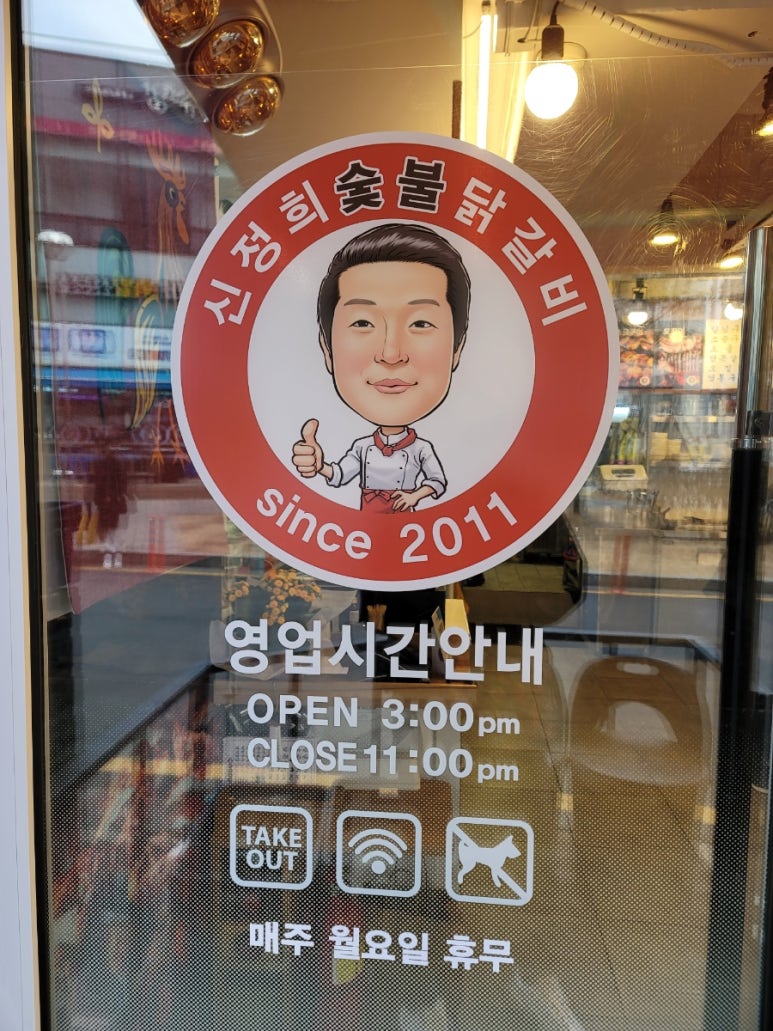 신정희숯불닭갈비
since 2011
영업시간안내
OPEN 3:00pm
CLOSE 11:00pm
TAKE
OUT
매주 월요일 휴무